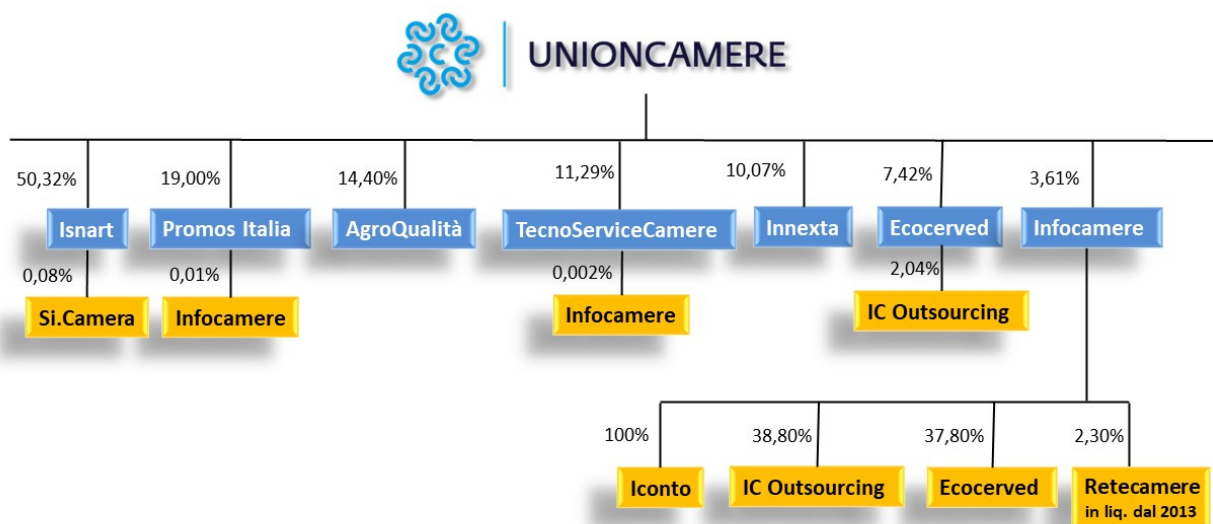 UNIONCAMERE
50,32%
19,00%
14,40%
11,29%
10,07%
7,42%
3,61%
Isnart
Promos Italia
AgroQualità
TecnoServiceCamere
Innexta
Ecocerved
Infocamere
0,08%
0,01%
0,002%
2,04%
Si.Camera
Infocamere
Infocamere
IC Outsourcing
100%
38,80%
37,80%
2,30%
Iconto
IC Outsourcing
Ecocerved
Retecamere
in liq. dal 2013